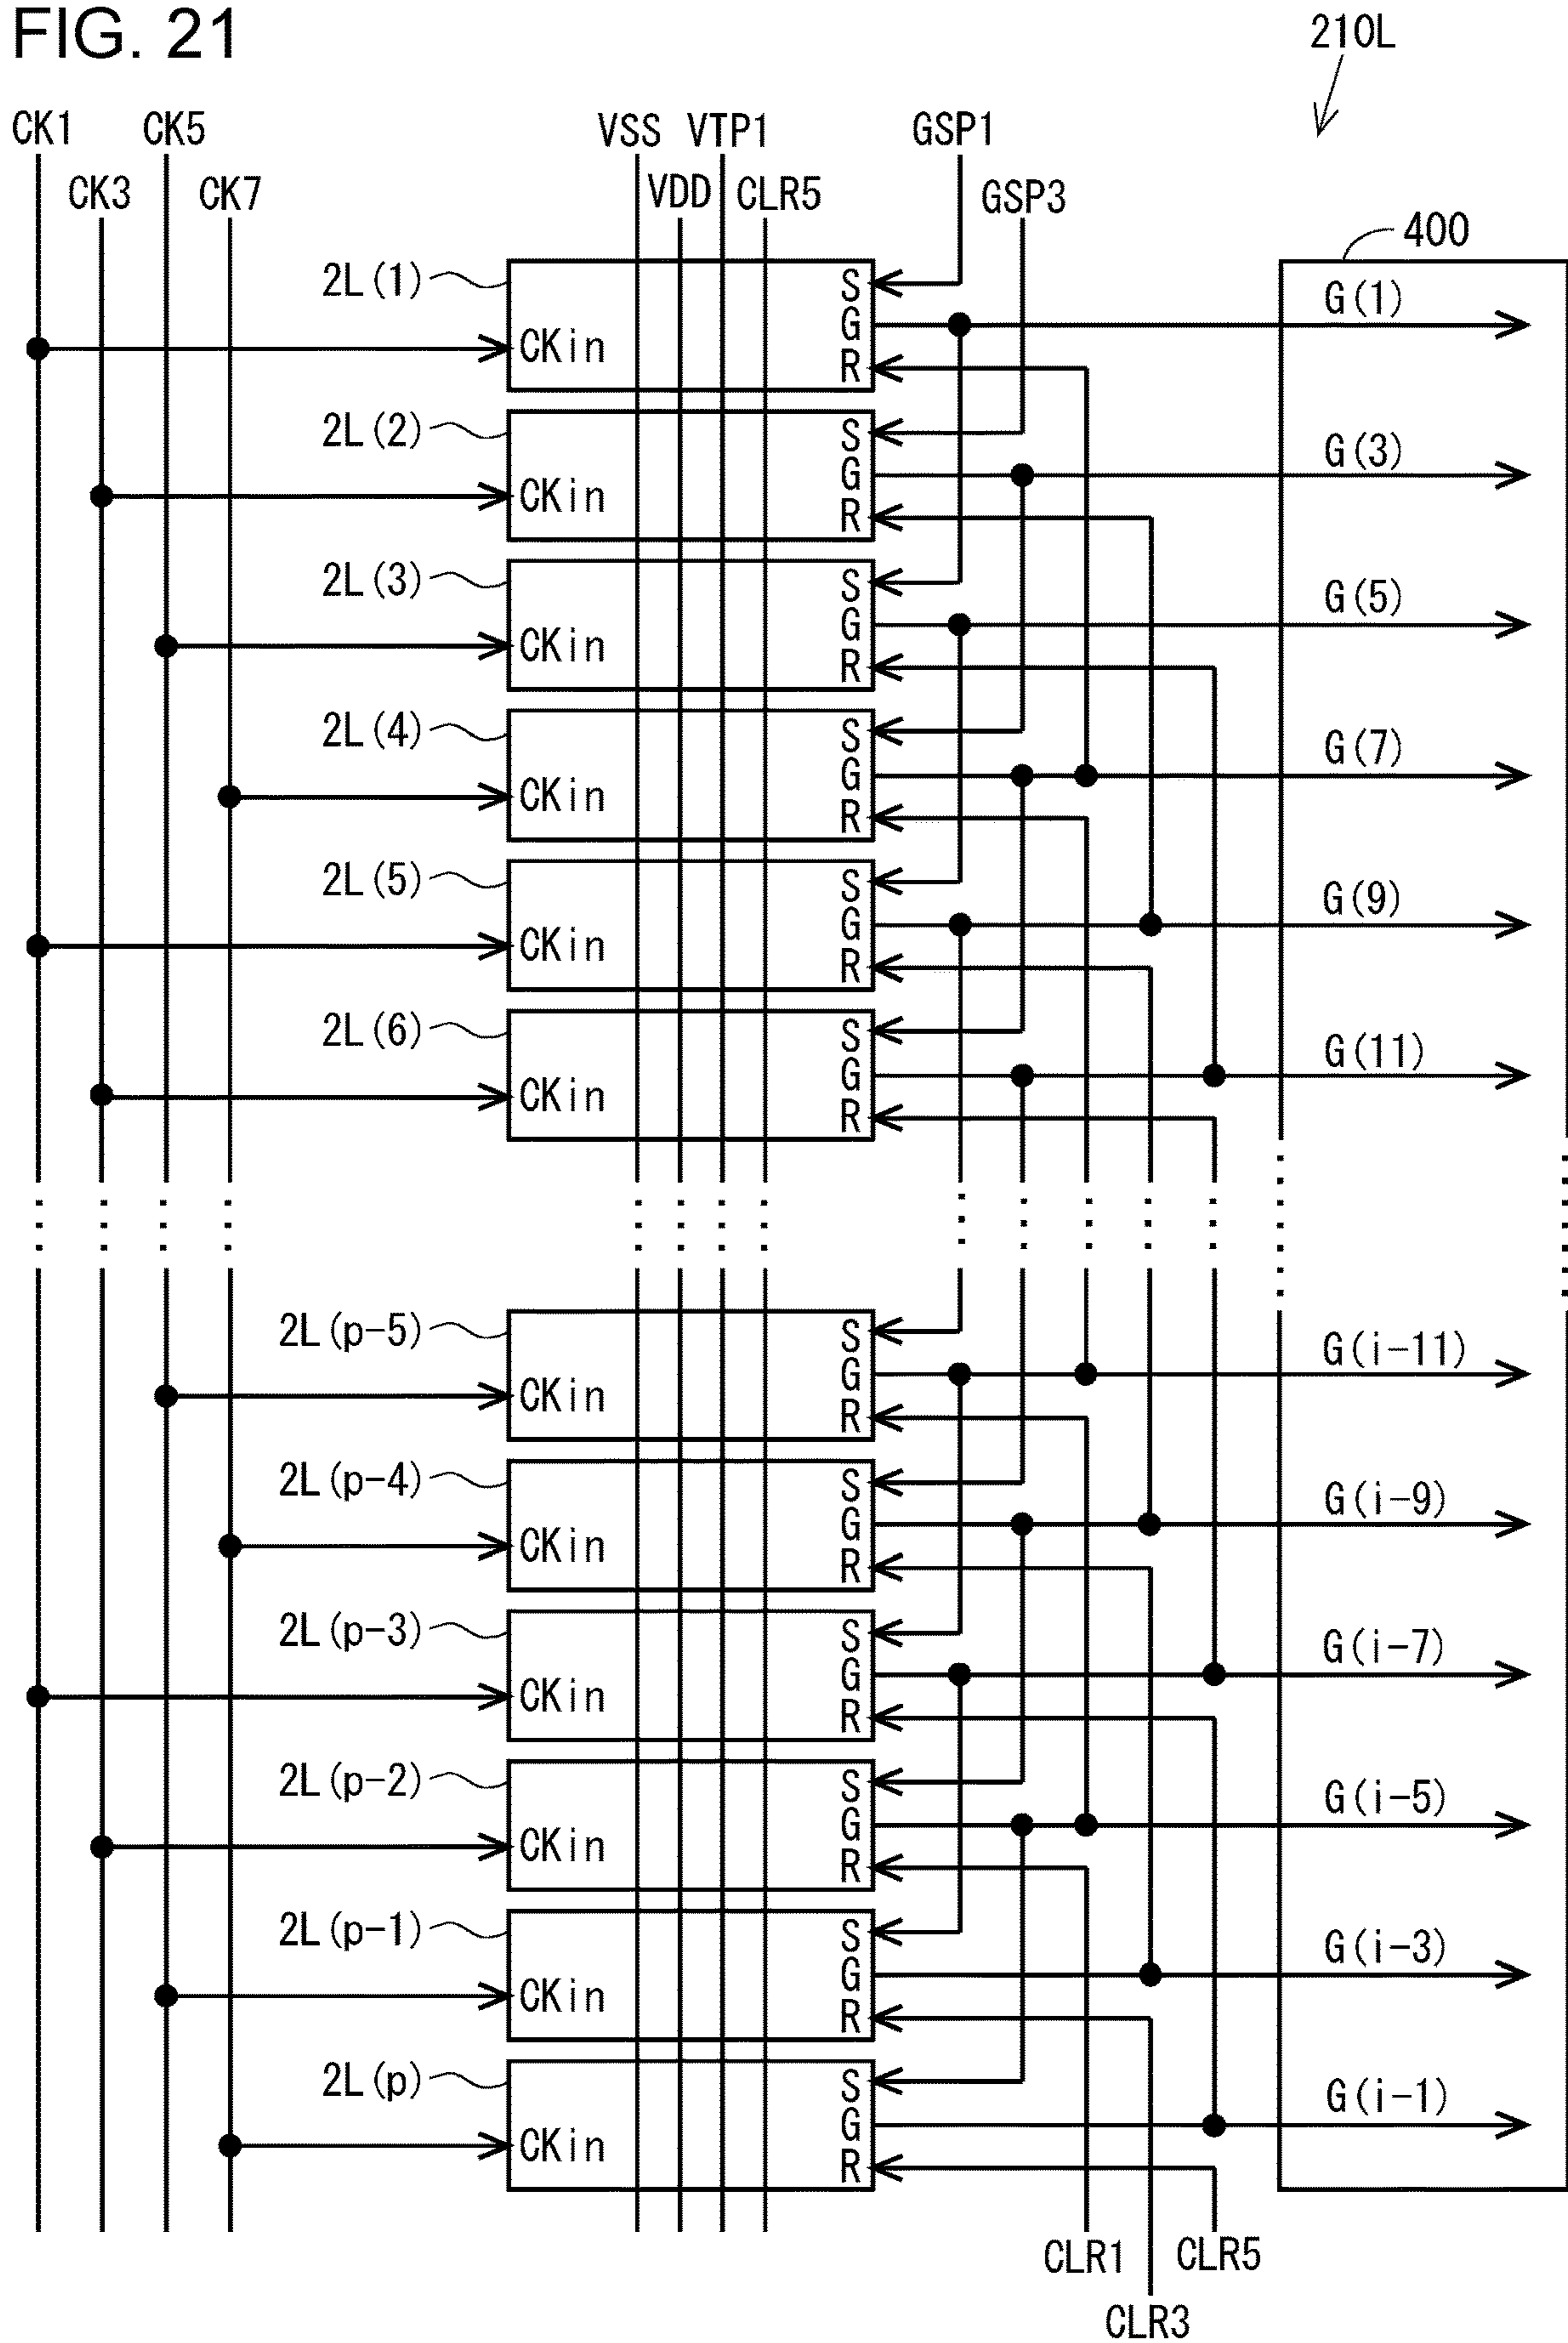 FIG. 21
210L
CK1 CK5 VSS VTP1 GSP1
CK3 CK7 VDD CLR5 GSP3
400
2L(1) S G(1)
G
CKin R
2L(2) S G(3)
G
CKin R
2L(3) S G(5)
G
CKin R
2L(4) S G(7)
G
CKin R
2L(5) S G(9)
G
CKin R
2L(6) S G(11)
G
CKin R
2L(p-5) S G(i-11)
G
CKin R
2L(p-4) S G(i-9)
G
CKin R
2L(p-3) S G(i-7)
G
CKin R
2L(p-2) S G(i-5)
G
CKin R
2L(p-1) S G(i-3)
G
CKin R
2L(p) S G(i-1)
G
CKin R
CLR1 CLR5
CLR3